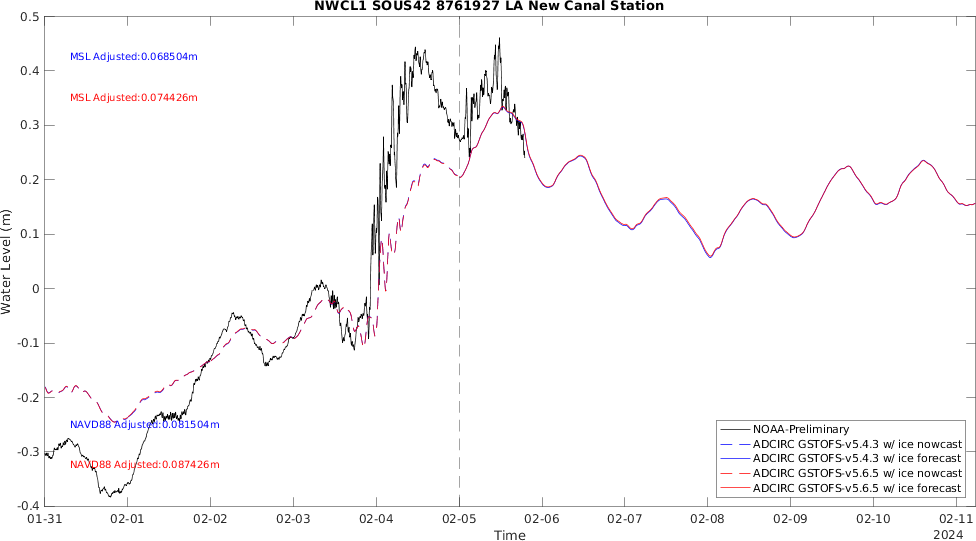 NWCL1 SOUS42 8761927 LA New Canal Station
0.5
0.4
0.3
0.2
0.1
0
-0.1
-0.2
-0.3
-0.4
Water Level (m)
MSL Adjusted:0.068504m
MSL Adjusted:0.074426m
NAVD88 Adjusted:0.081504m
NAVD88 Adjusted:0.087426m
NOAA-Preliminary
ADCIRC GSTOFS-v5.4.3 w/ ice nowcast
ADCIRC GSTOFS-v5.4.3 w/ ice forecast
ADCIRC GSTOFS-v5.6.5 w/ ice nowcast
ADCIRC GSTOFS-v5.6.5 w/ ice forecast
01-31 02-01 02-02 02-03 02-04 02-05 02-06 02-07 02-08 02-09 02-10 02-11
Time
2024